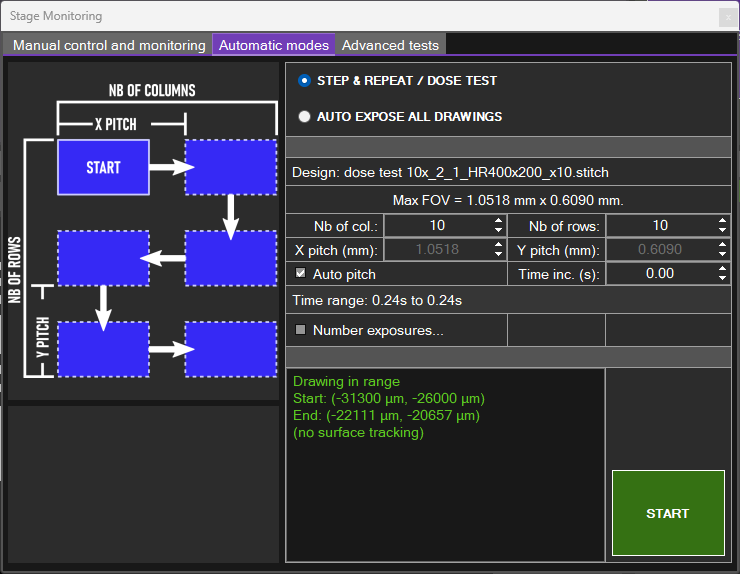 Stage Monitoring
x
Manual control and monitoring
Automatic modes
Advanced tests
NB OF COLUMNS
X PITCH
START
NB OF ROWS
Y PITCH
STEP & REPEAT / DOSE TEST
AUTO EXPOSE ALL DRAWINGS
Design: dose test 10x_2_1_HR400x200_x10.stitch
Max FOV = 1.0518 mm x 0.6090 mm.
Nb of col.: 10 Nb of rows: 10
X pitch (mm): 1.0518 Y pitch (mm): 0.6090
Auto pitch Time inc. (s): 0.00
Time range: 0.24s to 0.24s
Number exposures...
Drawing in range
Start: (-31300 µm, -26000 µm)
End: (-22111 µm, -20657 µm)
(no surface tracking)
START